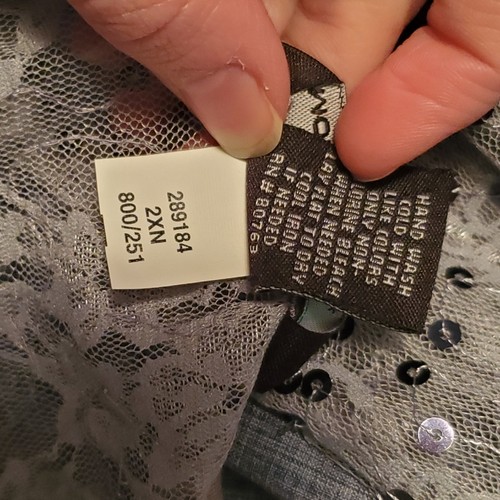 289184
2XN
800/251
HAND WASH
COLD WITH
LIKE COLORS
ONLY NON-
CHLORINE BLEACH
WHEN NEEDED
LAY FLAT TO DRY
COOL IRON
IF NEEDED
RN# 80763